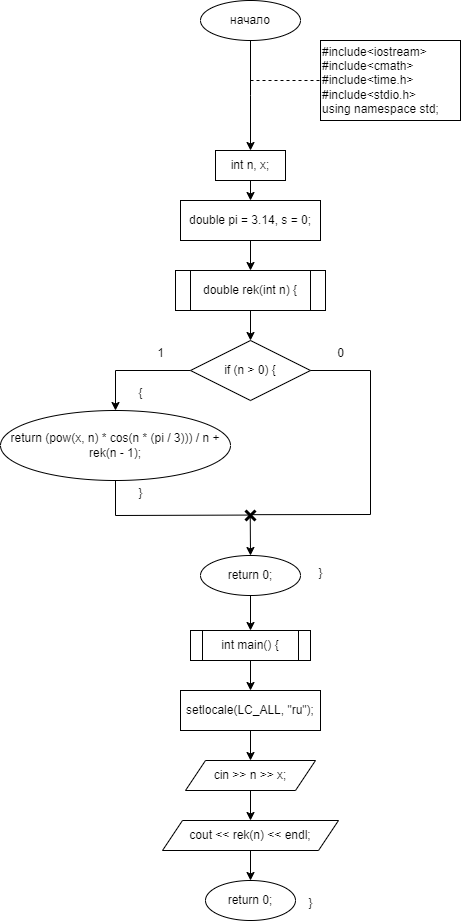 начало
#include<iostream>
#include<cmath>
#include<time.h>
#include<stdio.h>
using namespace std;
int n, x;
double pi = 3.14, s = 0;
double rek(int n) {
1
0
if (n > 0) {
{
return (pow(x, n) * cos(n * (pi / 3))) / n +
rek(n - 1);
}
return 0;
}
int main() {
setlocale(LC_ALL, "ru");
cin >> n >> x;
cout << rek(n) << endl;
return 0;
}